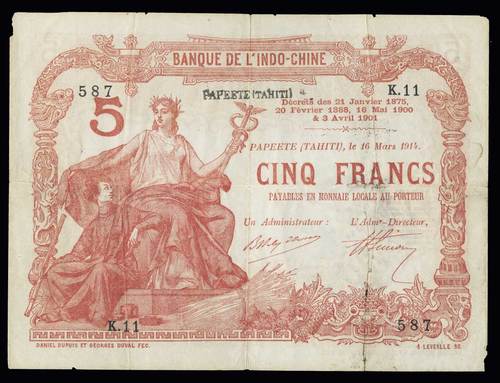 BANQUE DE L'INDO-CHINE
587
PAPEETE (TAHITI)
K.11
5
Décrets des 21 Janvier 1875,
20 Février 1888, 16 Mai 1900
& 3 Avril 1901
PAPEETE (TAHITI), le 16 Mars 1914.
CINQ FRANCS
PAYABLES EN MONNAIE LOCALE AU PORTEUR
Un Administrateur : L'Admr-Directeur,
K.11
587
DANIEL DUPUIS ET GEORGES DUVAL FEC.